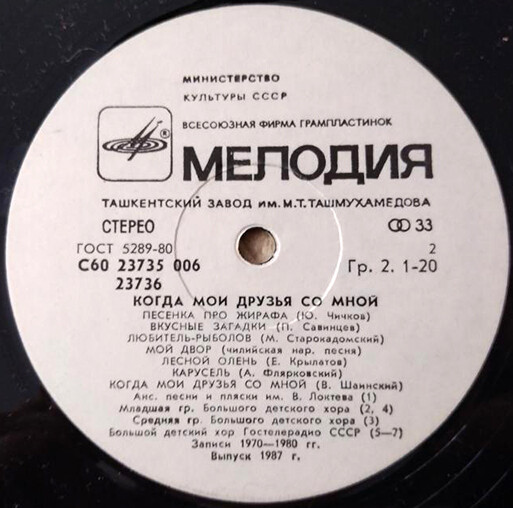 МИНИСТЕРСТВО
КУЛЬТУРЫ СССР
ВСЕСОЮЗНАЯ ФИРМА ГРАМПЛАСТИНОК
®
МЕЛОДИЯ
ТАШКЕНТСКИЙ ЗАВОД ИМ. М.Т. ТАШМУХАМЕДОВА
СТЕРЕО 33
ГОСТ 5289-80 2
С60 23735 006 Гр. 2. 1-20
23736
КОГДА МОИ ДРУЗЬЯ СО МНОЙ
ПЕСЕНКА ПРО ЖИРАФА (Ю. Чичков)
ВКУСНЫЕ ЗАГАДКИ (П. Савинцев)
ЛЮБИТЕЛЬ-РЫБОЛОВ (М. Старокадомский)
МОЙ ДВОР (чилийская нар. песня)
ЛЕСНОЙ ОЛЕНЬ (Е. Крылатов)
КАРУСЕЛЬ (А. Флярковский)
КОГДА МОИ ДРУЗЬЯ СО МНОЙ (В. Шаинский)
Анс. песни и пляски им. В. Локтева (1)
Младшая гр. Большого детского хора (2, 4)
Средняя гр. Большого детского хора (3)
Большой детский хор Гостелерадио СССР (5—7)
Записи 1970—1980 гг.
Выпуск 1987 г.